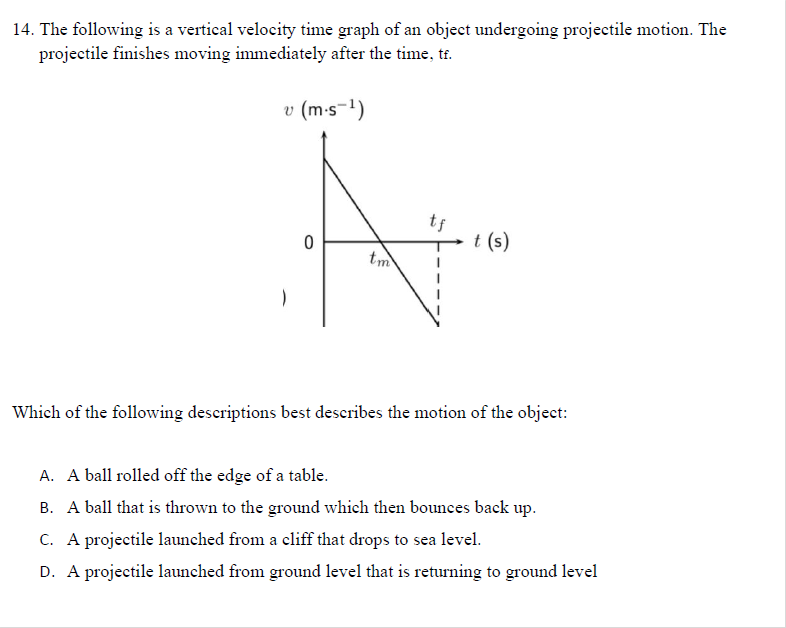 14. The following is a vertical velocity time graph of an object undergoing projectile motion. The
projectile finishes moving immediately after the time, tf.
v (m·s⁻¹)
t_f
0
t (s)
t_m
)
Which of the following descriptions best describes the motion of the object:
A. A ball rolled off the edge of a table.
B. A ball that is thrown to the ground which then bounces back up.
C. A projectile launched from a cliff that drops to sea level.
D. A projectile launched from ground level that is returning to ground level